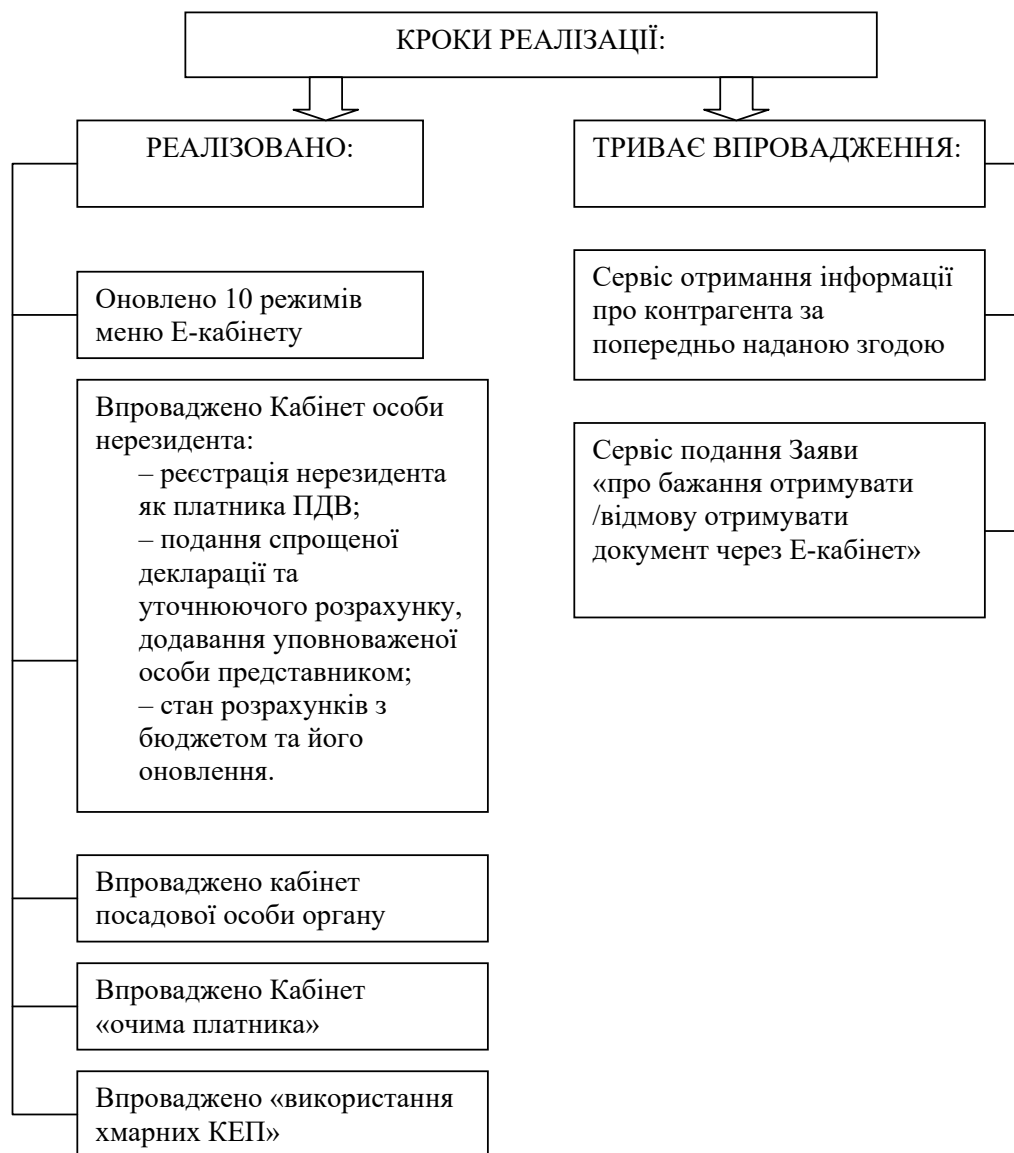 КРОКИ РЕАЛІЗАЦІЇ:
РЕАЛІЗОВАНО:
Оновлено 10 режимів
меню Е-кабінету
Впроваджено Кабінет особи
нерезидента:
– реєстрація нерезидента
як платника ПДВ;
– подання спрощеної
декларації та
уточнюючого розрахунку,
додавання уповноваженої
особи представником;
– стан розрахунків з
бюджетом та його
оновлення.
Впроваджено кабінет
посадової особи органу
Впроваджено Кабінет
«очима платника»
Впроваджено «використання
хмарних КЕП»
ТРИВАЄ ВПРОВАДЖЕННЯ:
Сервіс отримання інформації
про контрагента за
попередньо наданою згодою
Сервіс подання Заяви
«про бажання отримувати
/відмову отримувати
документ через Е-кабінет»